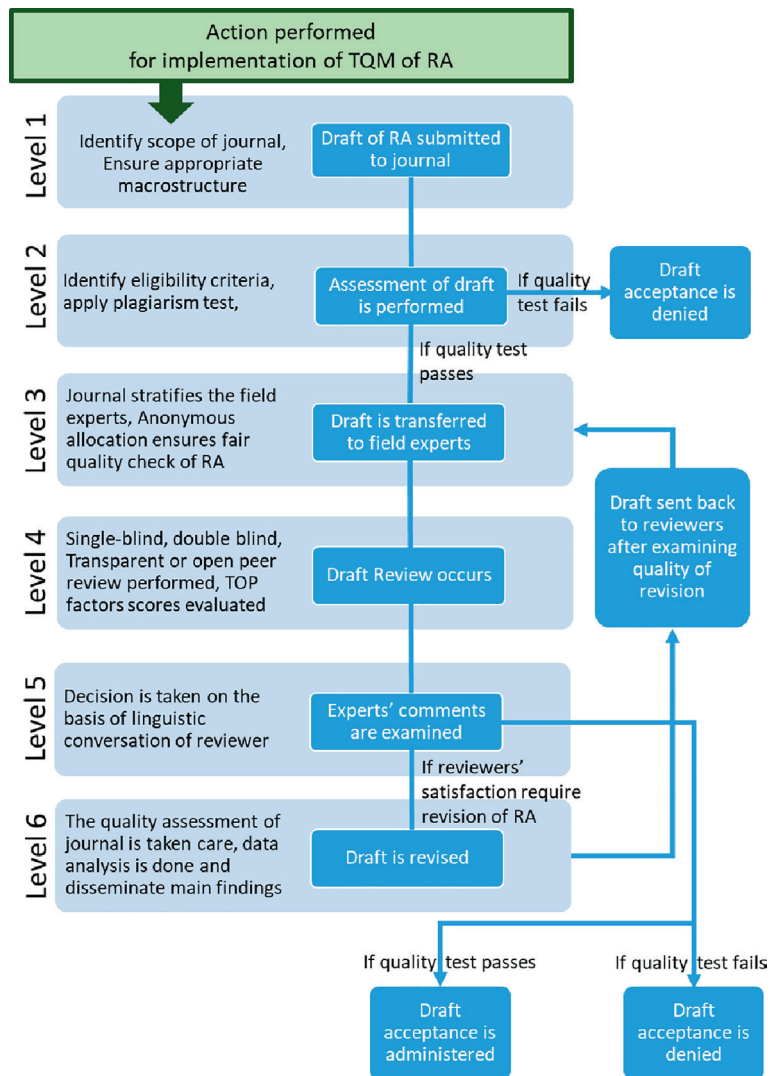 Action performed
for implementation of TQM of RA
Level 1
Identify scope of journal,
Ensure appropriate
macrostructure
Draft of RA submitted
to journal
Level 2
Identify eligibility criteria,
apply plagiarism test,
Assessment of draft
is performed
If quality
test fails
Draft
acceptance is
denied
If quality test
passes
Level 3
Journal stratifies the field
experts, Anonymous
allocation ensures fair
quality check of RA
Draft is transferred
to field experts
Draft sent back
to reviewers
after examining
quality of
revision
Level 4
Single-blind, double blind,
Transparent or open peer
review performed, TOP
factors scores evaluated
Draft Review occurs
Level 5
Decision is taken on the
basis of linguistic
conversation of reviewer
Experts’ comments
are examined
If reviewers’
satisfaction require
revision of RA
Level 6
The quality assessment of
journal is taken care, data
analysis is done and
disseminate main findings
Draft is revised
If quality test passes
If quality test fails
Draft
acceptance is
administered
Draft
acceptance is
denied